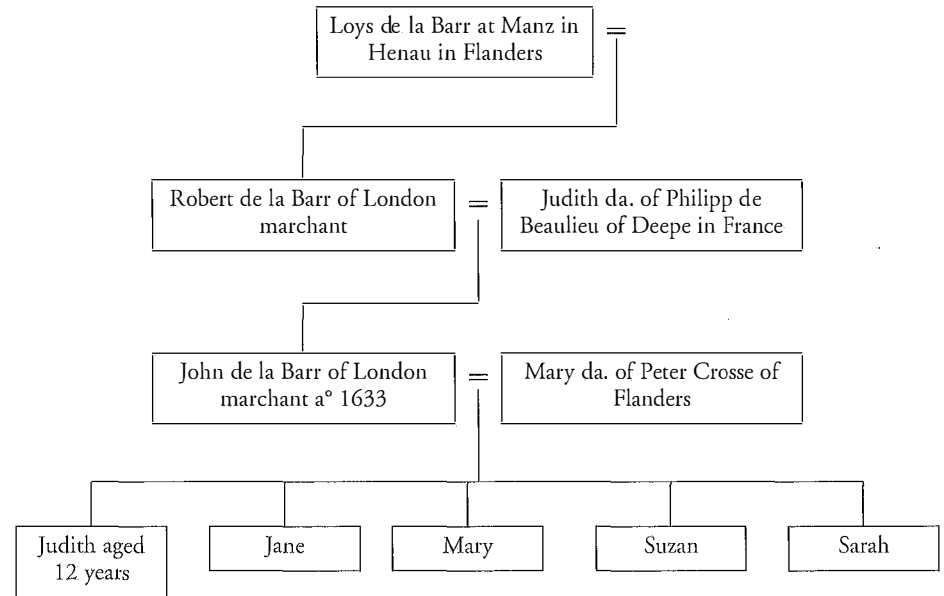 Loys de la Barr at Manz in
Henau in Flanders
=
Robert de la Barr of London
marchant
=
Judith da. of Philipp de
Beaulieu of Deepe in France
John de la Barr of London
marchant aº 1633
=
Mary da. of Peter Crosse of
Flanders
Judith aged
12 years
Jane
Mary
Suzan
Sarah